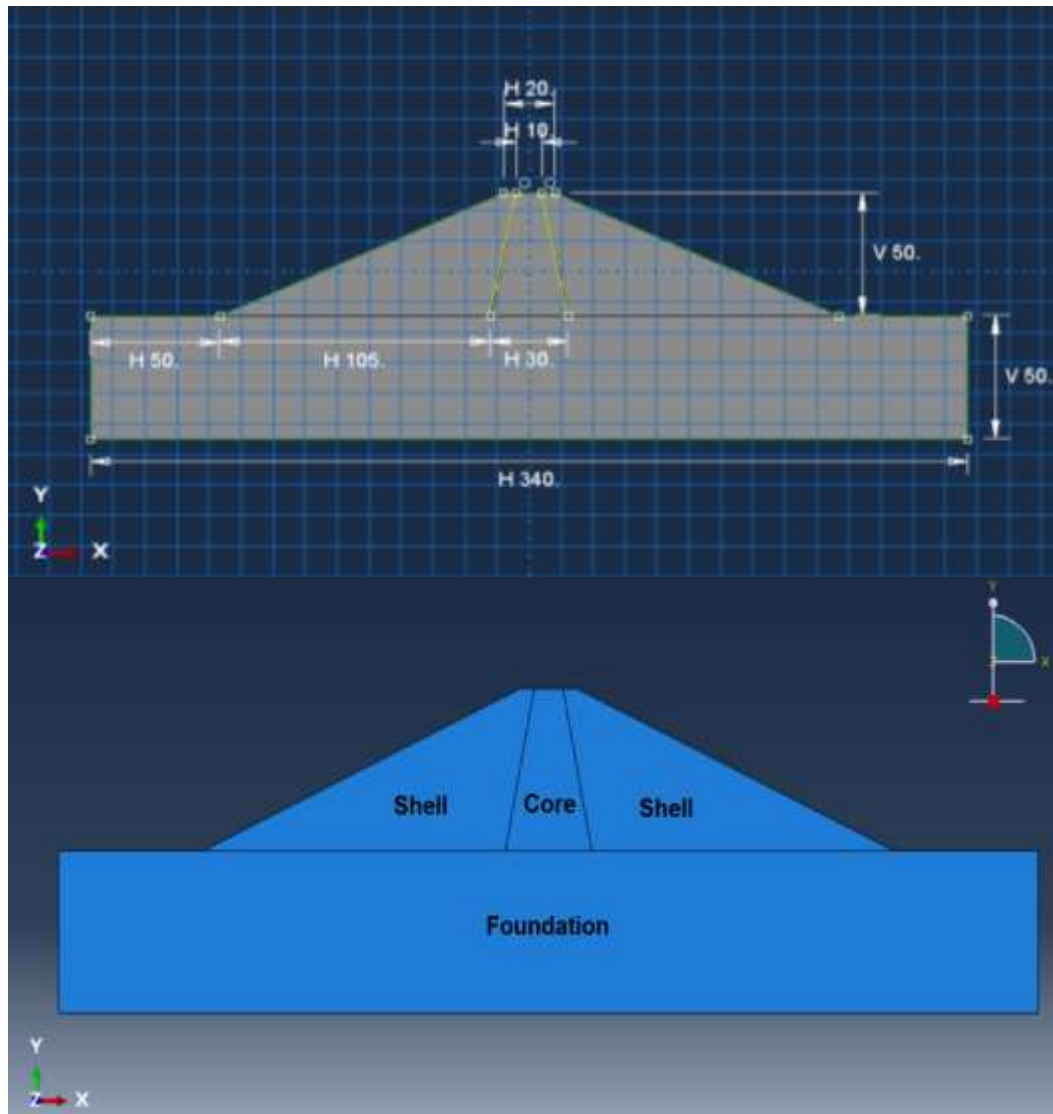 H 20.
H 10.
V 50.
H 50.
H 105.
H 30.
V 50.
H 340.
Y
Z X
Y
Z X
Shell Core Shell
Foundation
Y
Z X